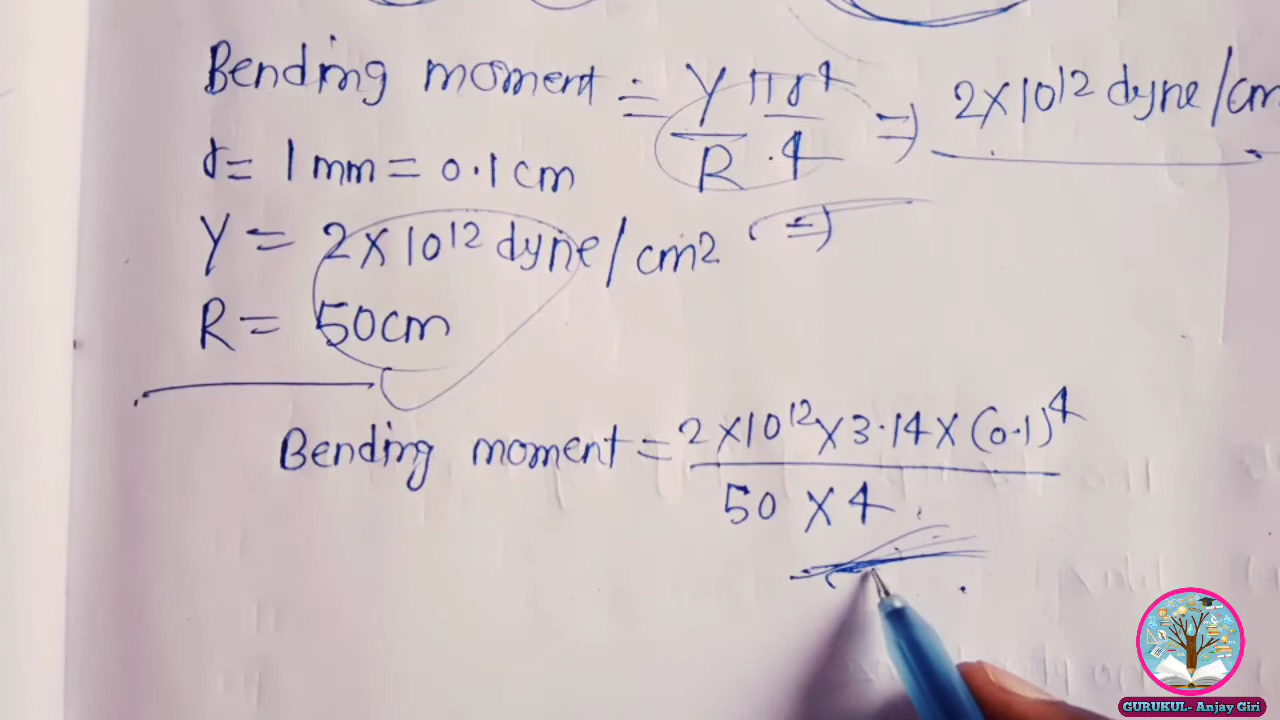 Bending moment = Y/R · πr⁴/4 ⇒ 2×10¹² dyne/cm
r = 1 mm = 0.1 cm
Y = 2×10¹² dyne/cm² ⇒
R = 50cm
Bending moment = 2×10¹²×3.14×(0.1)⁴
50×4
GURUKUL- Anjay Giri